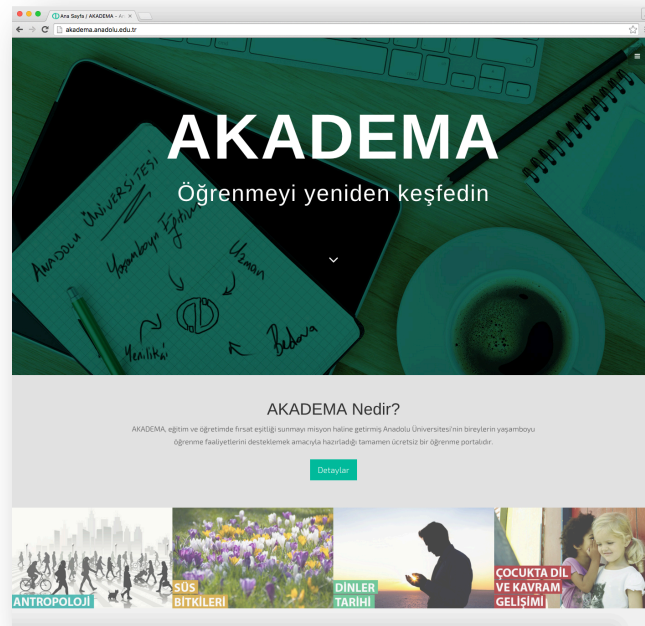 Ana Sayfa / AKADEMA - A
akadema.anadolu.edu.tr
AKADEMA
Öğrenmeyi yeniden keşfedin
ANADOLU ÜNİVERSİTESİ
Yaşamboyu Eğitim
Uzman
Yenilikçi
Bedava
AKADEMA Nedir?
AKADEMA, eğitim ve öğretimde fırsat eşitliği sunmayı misyon haline getirmiş Anadolu Üniversitesi'nin bireylerin yaşamboyu
öğrenme faaliyetlerini desteklemek amacıyla hazırladığı tamamen ücretsiz bir öğrenme portalıdır.
Detaylar
ANTROPOLOJİ
SÜS
BİTKİLERİ
DİNLER
TARİHİ
ÇOCUKTA DİL
VE KAVRAM
GELİŞİMİ